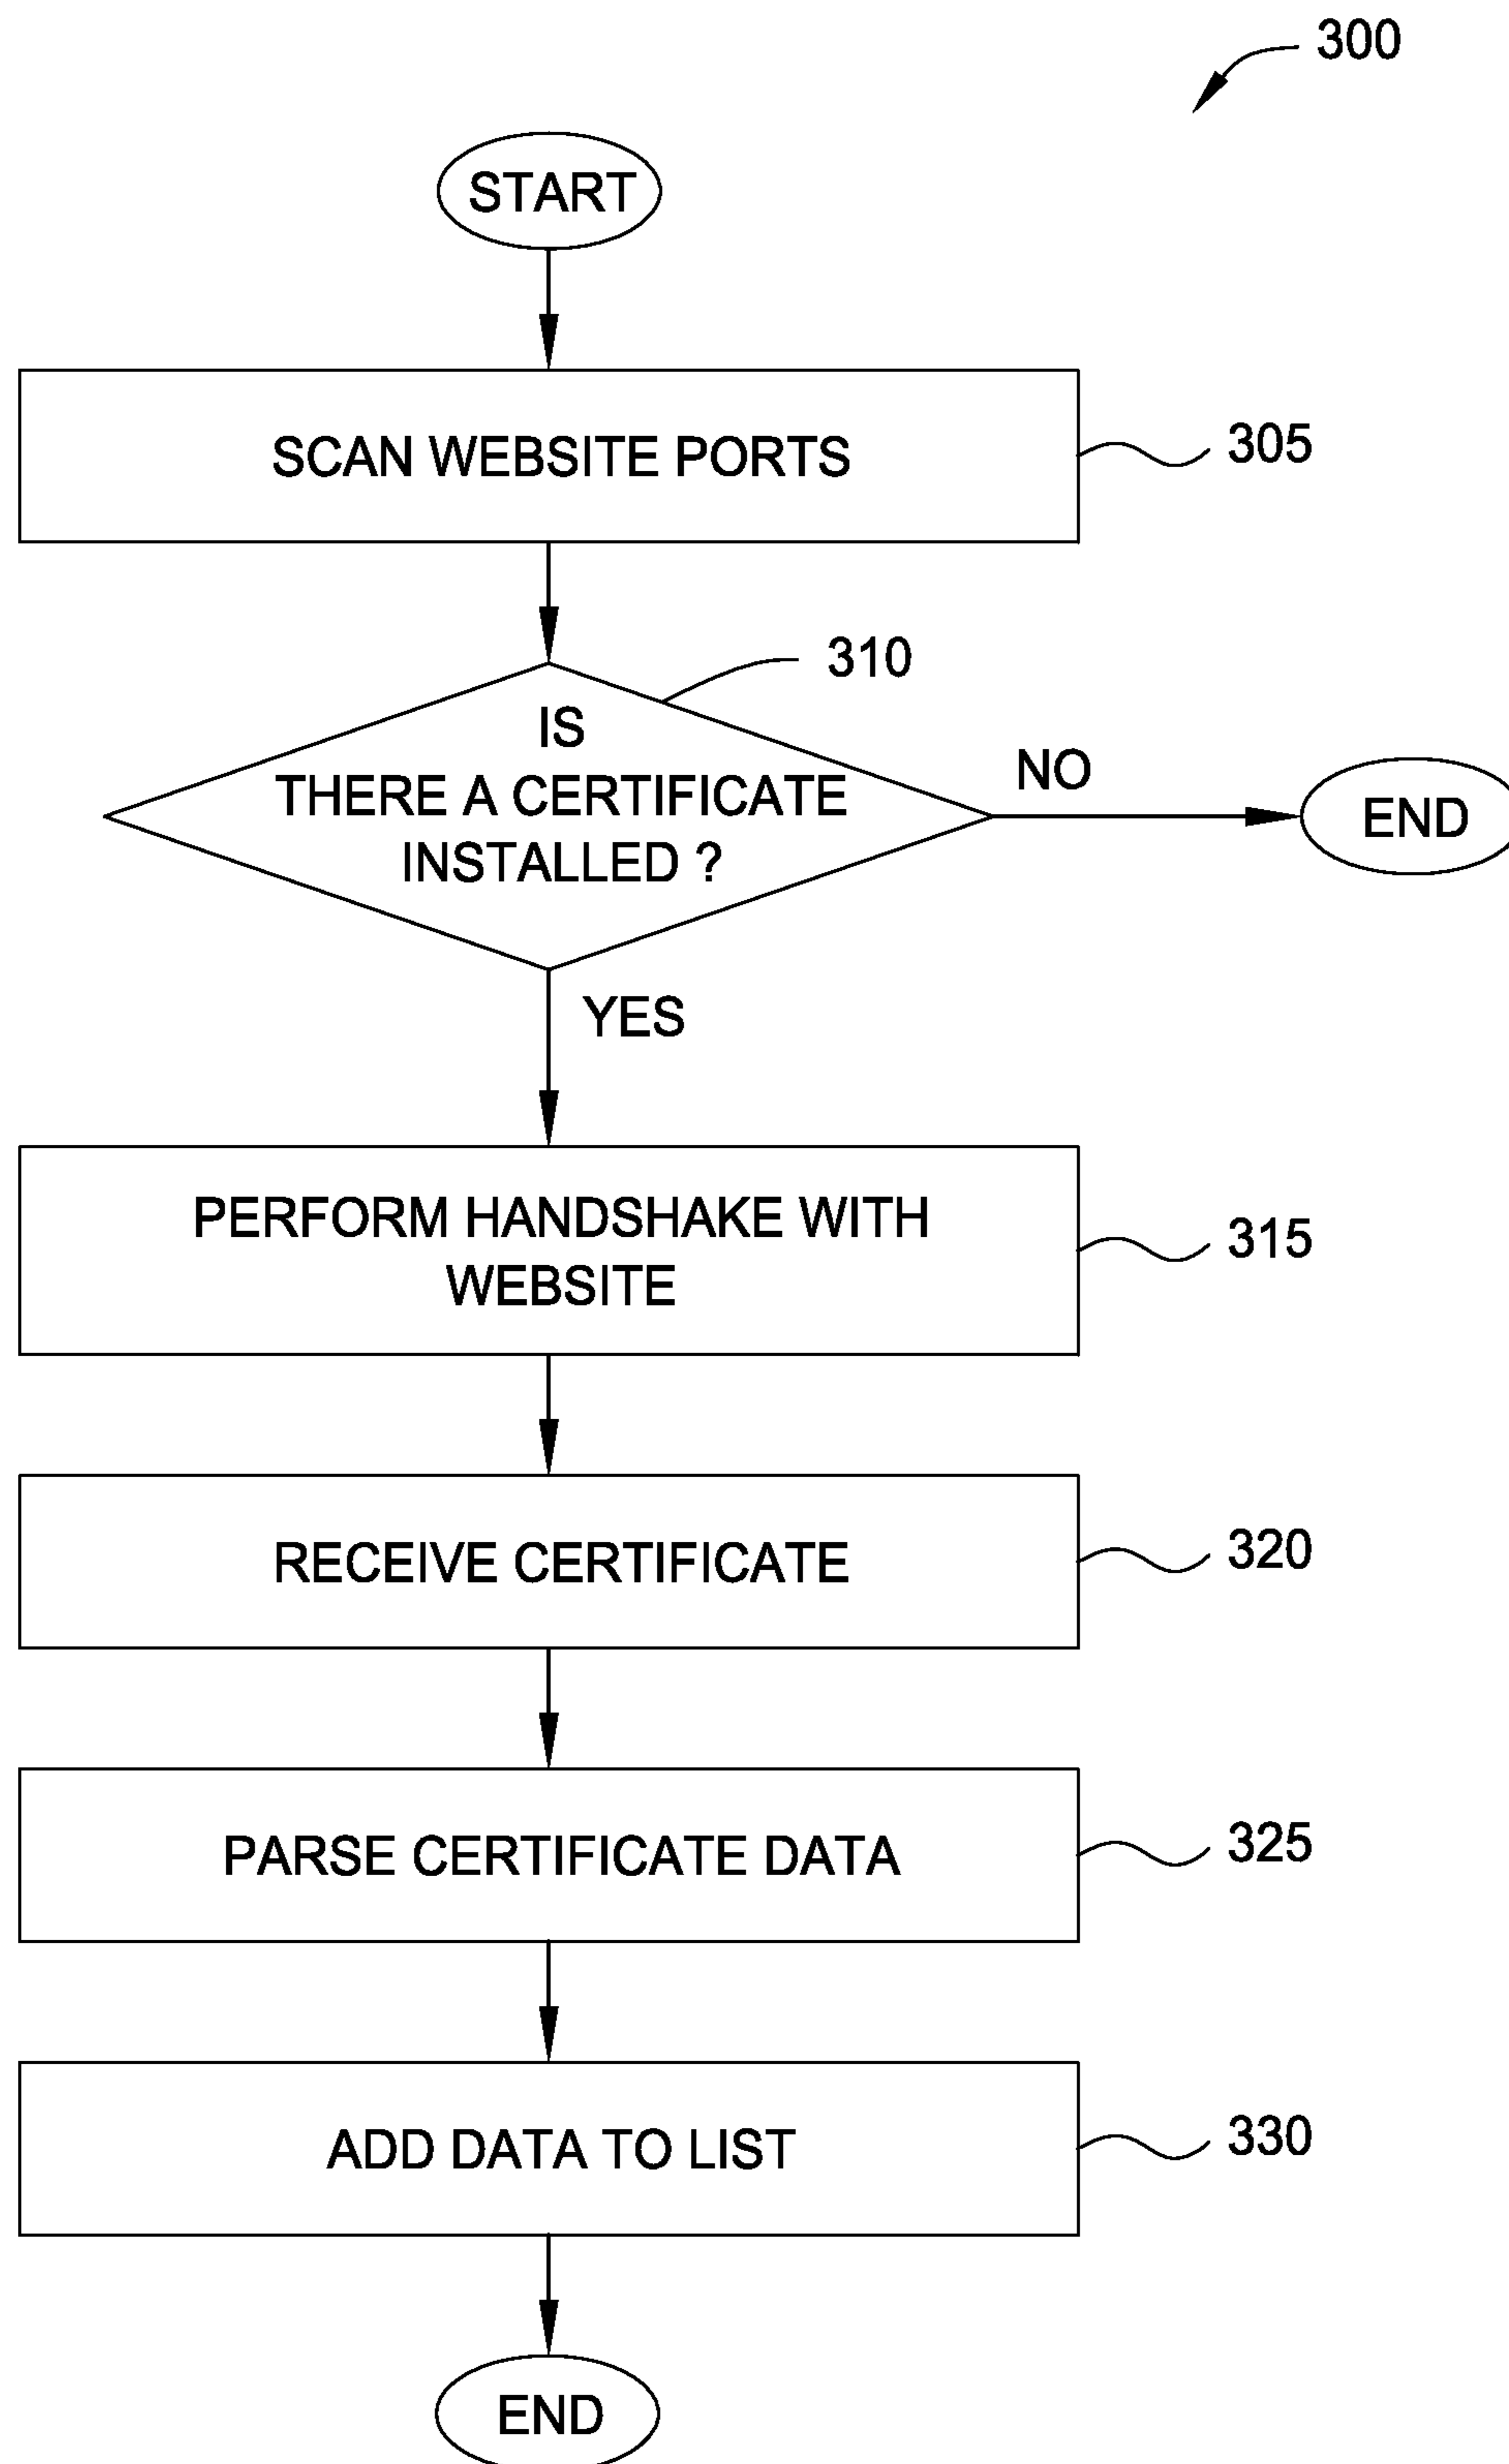 300
START
SCAN WEBSITE PORTS
305
310
IS
THERE A CERTIFICATE
INSTALLED ?
NO
END
YES
PERFORM HANDSHAKE WITH
WEBSITE
315
RECEIVE CERTIFICATE
320
PARSE CERTIFICATE DATA
325
ADD DATA TO LIST
330
END